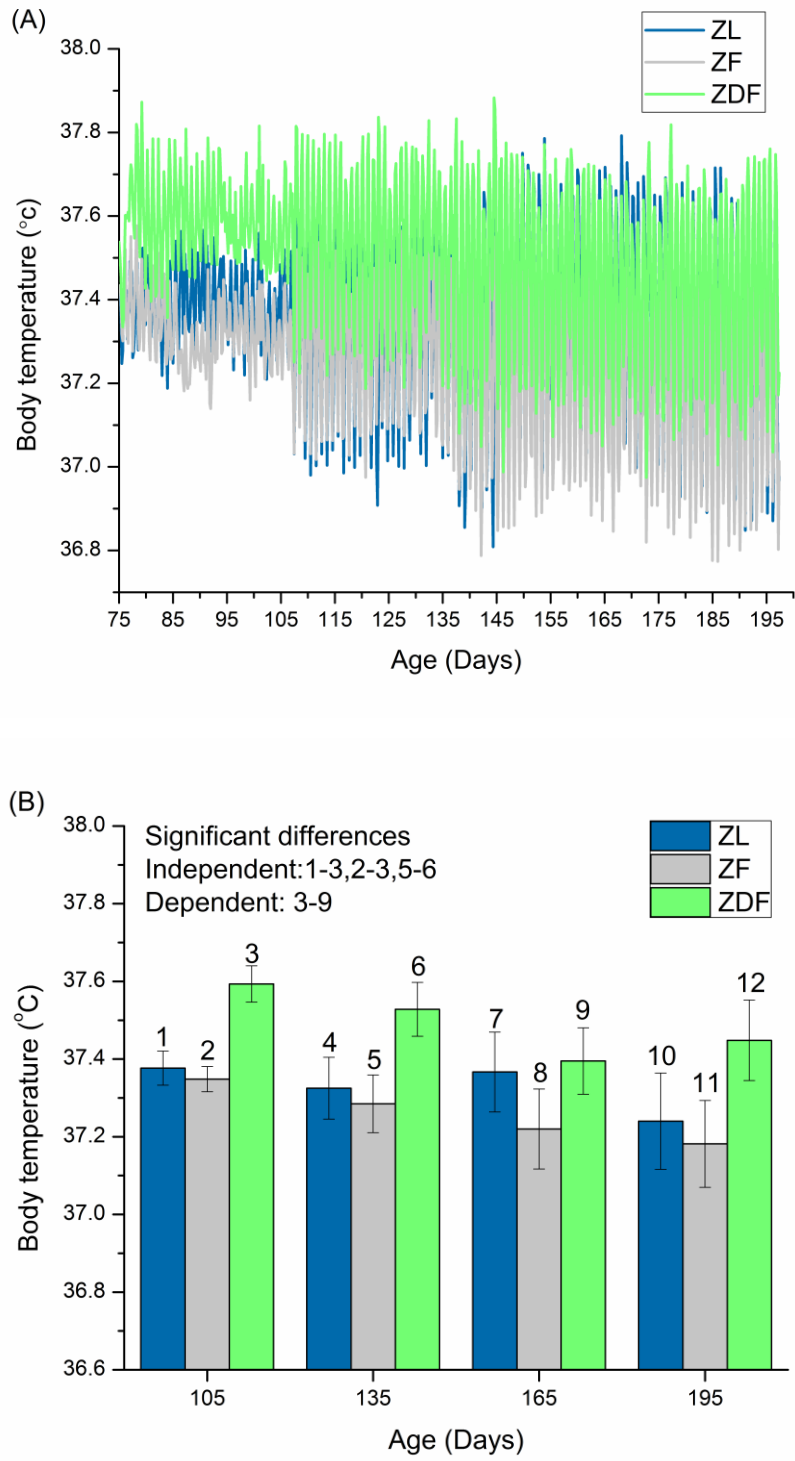 (A)
ZL
ZF
ZDF
38.0
37.8
37.6
37.4
37.2
37.0
36.8
Body temperature (°c)
75 85 95 105 115 125 135 145 155 165 175 185 195
Age (Days)
(B)
Significant differences
Independent:1-3,2-3,5-6
Dependent: 3-9
ZL
ZF
ZDF
38.0
37.8
37.6
37.4
37.2
37.0
36.8
36.6
Body temperature (°C)
1 2 3 4 5 6 7 8 9 10 11 12
105 135 165 195
Age (Days)